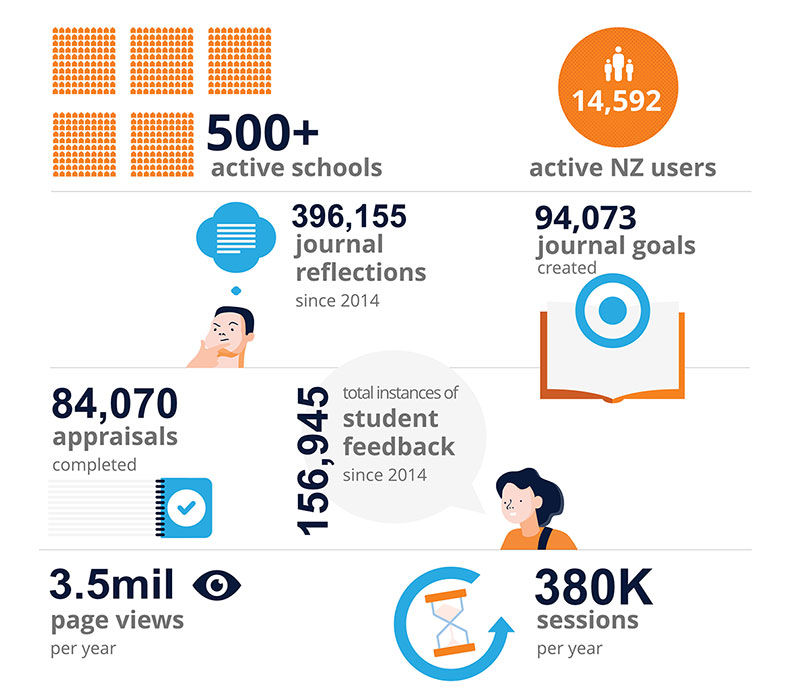 500+
active schools
14,592
active NZ users
396,155
journal
reflections
since 2014
94,073
journal goals
created
84,070
appraisals
completed
156,945
total instances of
student
feedback
since 2014
3.5mil
page views
per year
380K
sessions
per year